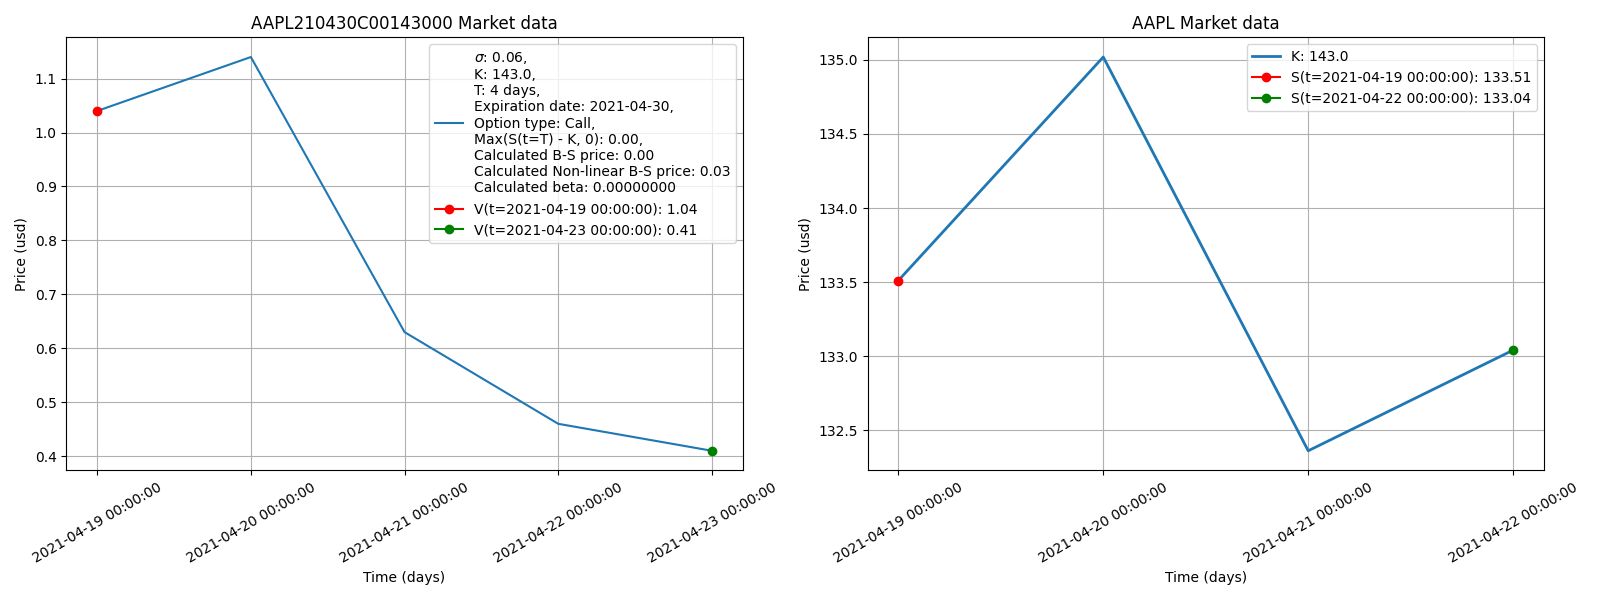 AAPL210430C00143000 Market data
Price (usd)
1.1
1.0
0.9
0.8
0.7
0.6
0.5
0.4
σ: 0.06,
K: 143.0,
T: 4 days,
Expiration date: 2021-04-30,
Option type: Call,
Max(S(t=T) - K, 0): 0.00,
Calculated B-S price: 0.00
Calculated Non-linear B-S price: 0.03
Calculated beta: 0.00000000
V(t=2021-04-19 00:00:00): 1.04
V(t=2021-04-23 00:00:00): 0.41
2021-04-19 00:00:00
2021-04-20 00:00:00
2021-04-21 00:00:00
2021-04-22 00:00:00
2021-04-23 00:00:00
Time (days)
AAPL Market data
Price (usd)
135.0
134.5
134.0
133.5
133.0
132.5
K: 143.0
S(t=2021-04-19 00:00:00): 133.51
S(t=2021-04-22 00:00:00): 133.04
2021-04-19 00:00:00
2021-04-20 00:00:00
2021-04-21 00:00:00
2021-04-22 00:00:00
Time (days)